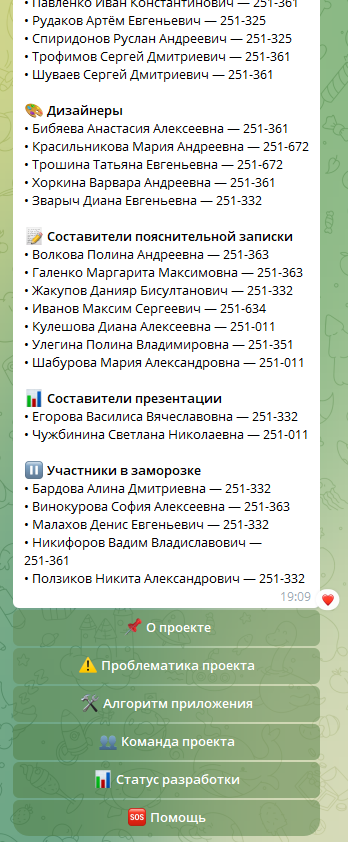 • Павленко Иван Константинович — 251-361
• Рудаков Артём Евгеньевич — 251-325
• Спиридонов Руслан Андреевич — 251-325
• Трофимов Сергей Дмитриевич — 251-361
• Шуваев Сергей Дмитриевич — 251-361
🎨 Дизайнеры
• Бибяева Анастасия Алексеевна — 251-361
• Красильникова Мария Андреевна — 251-672
• Трошина Татьяна Евгеньевна — 251-672
• Хоркина Варвара Андреевна — 251-361
• Зварыч Диана Евгеньевна — 251-332
📝 Составители пояснительной записки
• Волкова Полина Андреевна — 251-363
• Галенко Маргарита Максимовна — 251-363
• Жакупов Данияр Бисултанович — 251-332
• Иванов Максим Сергеевич — 251-634
• Кулешова Диана Алексеевна — 251-011
• Улегина Полина Владимировна — 251-351
• Шабурова Мария Александровна — 251-011
📊 Составители презентации
• Егорова Василиса Вячеславовна — 251-332
• Чужбинина Светлана Николаевна — 251-011
⏸️ Участники в заморозке
• Бардова Алина Дмитриевна — 251-332
• Винокурова София Алексеевна — 251-363
• Малахов Денис Евгеньевич — 251-332
• Никифоров Вадим Владиславович —
251-361
• Ползиков Никита Александрович — 251-332
19:09
📌 О проекте
⚠️ Проблематика проекта
🛠 Алгоритм приложения
👥 Команда проекта
📊 Статус разработки
🆘 Помощь